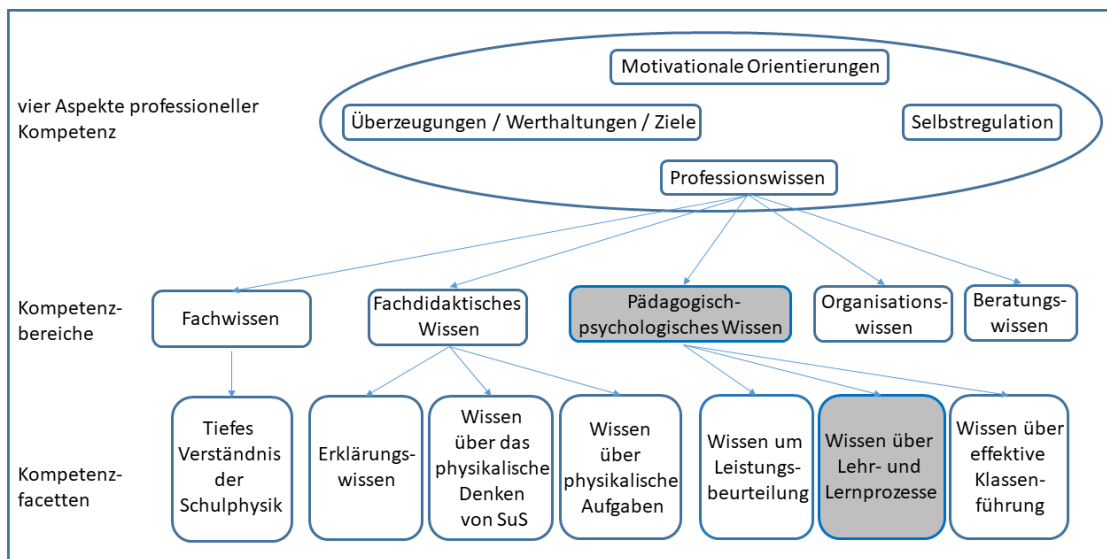 Motivationale Orientierungen
vier Aspekte professioneller
Kompetenz
Überzeugungen / Werthaltungen / Ziele
Selbstregulation
Professionswissen
Kompetenz-
bereiche
Fachwissen
Fachdidaktisches
Wissen
Pädagogisch-
psychologisches Wissen
Organisations-
wissen
Beratungs-
wissen
Kompetenz-
facetten
Tiefes
Verständnis
der
Schulphysik
Erklärungs-
wissen
Wissen
über das
physikalische
Denken
von SuS
Wissen
über
physikalische
Aufgaben
Wissen um
Leistungs-
beurteilung
Wissen über
Lehr- und
Lernprozesse
Wissen über
effektive
Klassen-
führung